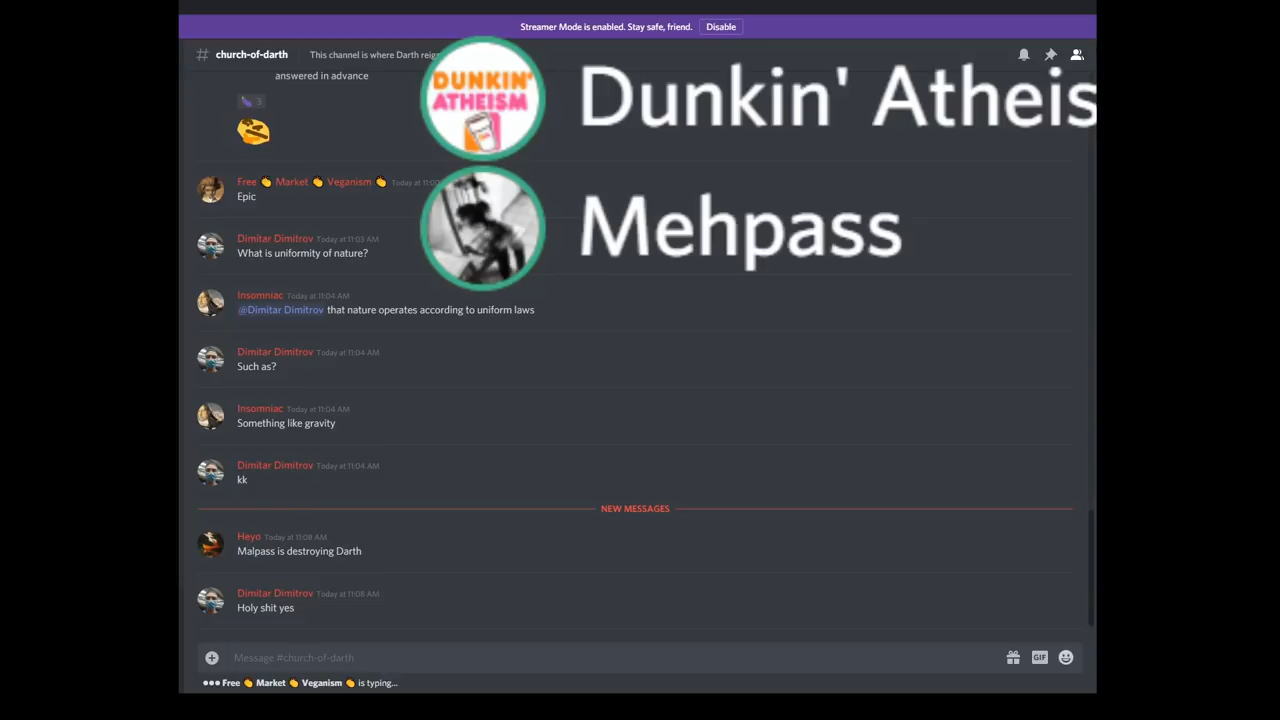 Streamer Mode is enabled. Stay safe, friend. Disable
# church-of-darth This channel is where Darth reig
answered in advance
3
DUNKIN'
ATHEISM
Dunkin' Atheis
Free Market Veganism Today at 11:0
Epic
Mehpass
Dimitar Dimitrov Today at 11:03 AM
What is uniformity of nature?
Insomniac Today at 11:04 AM
@Dimitar Dimitrov that nature operates according to uniform laws
Dimitar Dimitrov Today at 11:04 AM
Such as?
Insomniac Today at 11:04 AM
Something like gravity
Dimitar Dimitrov Today at 11:04 AM
kk
NEW MESSAGES
Heyo Today at 11:08 AM
Malpass is destroying Darth
Dimitar Dimitrov Today at 11:08 AM
Holy shit yes
Message #church-of-darth
GIF
Free Market Veganism is typing...